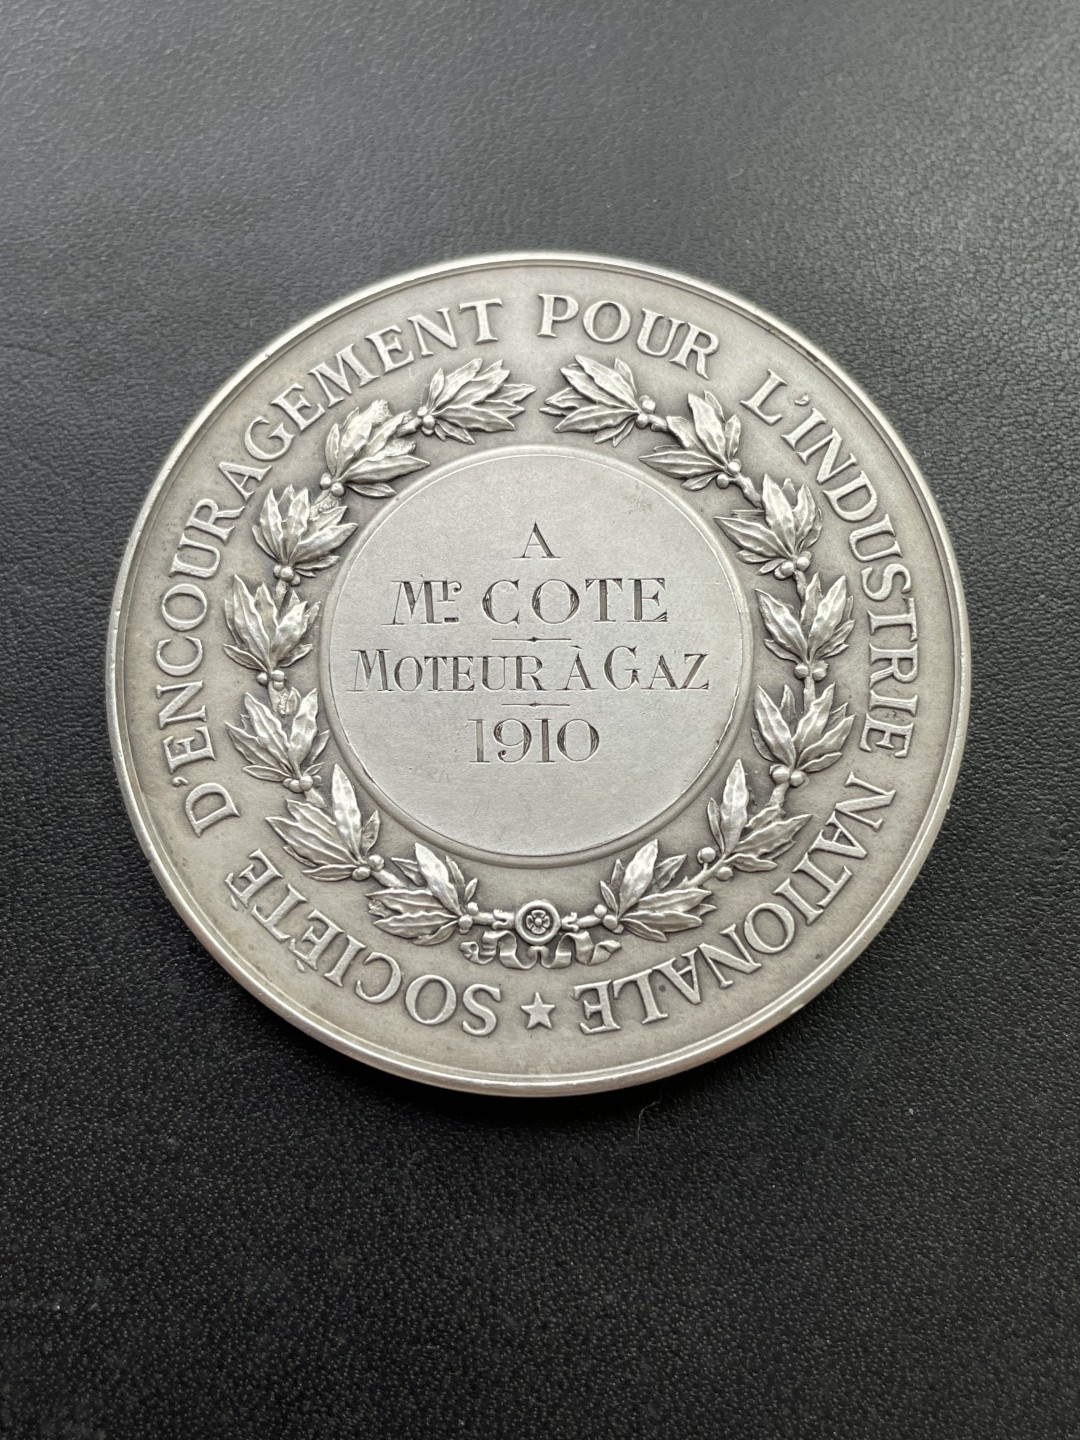 SOCIÉTÉ D'ENCOURAGEMENT POUR L'INDUSTRIE NATIONALE ★
A
Mr. COTE
MOTEUR À GAZ
1910